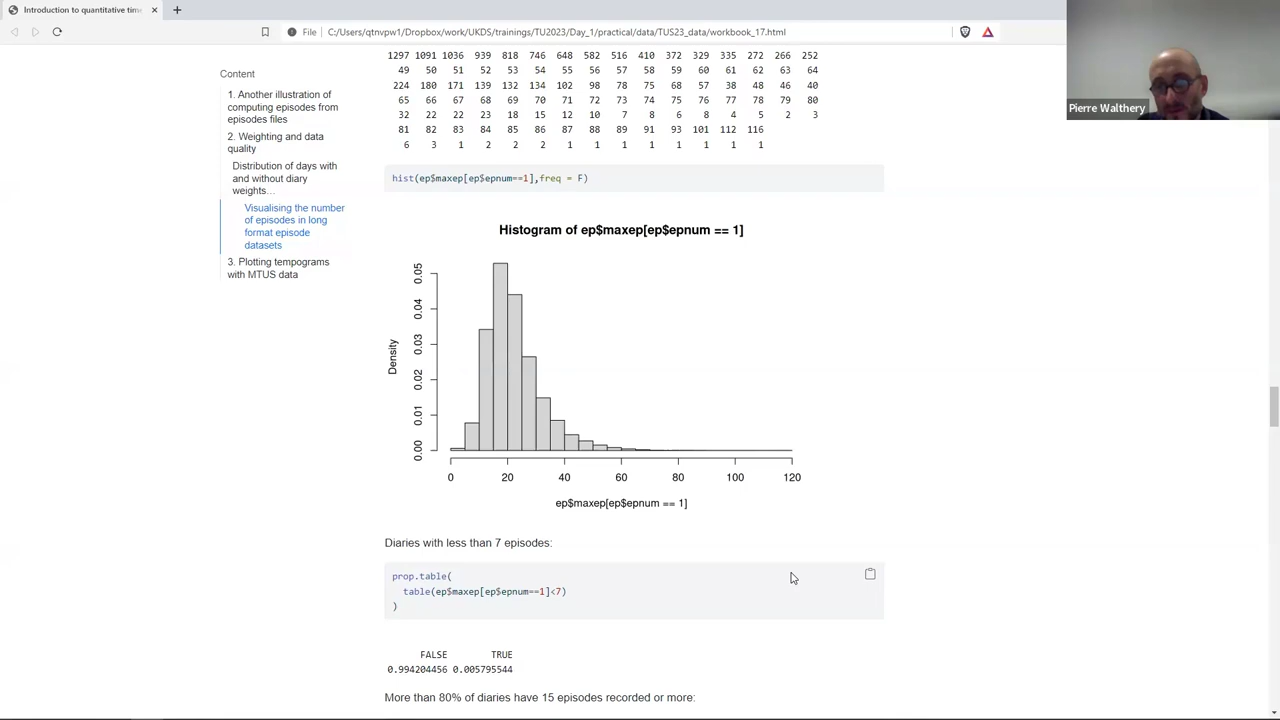 Introduction to quantitative tim
File
C:/Users/qtnvpw1/Dropbox/work/UKDS/trainings/TU2023/Day_1/practical/data/TUS23_data/workbook_17.html
Pierre Walthery
Content
1. Another illustration of
computing episodes from
episodes files
2. Weighting and data
quality
Distribution of days with
and without diary
weights...
Visualising the number
of episodes in long
format episode
datasets
3. Plotting tempograms
with MTUS data
1297 1091 1036 939 818 746 648 582 516 410 372 329 335 272 266 252
49 50 51 52 53 54 55 56 57 58 59 60 61 62 63 64
224 180 171 139 132 134 102 98 78 75 68 57 38 48 46 40
65 66 67 68 69 70 71 72 73 74 75 76 77 78 79 80
32 22 22 23 18 15 12 10 7 8 6 8 4 5 2 3
81 82 83 84 85 86 87 88 89 91 93 101 112 116
6 3 1 2 2 2 1 1 1 1 1 1 1 1
hist(ep$maxep[ep$epnum==1],freq = F)
Histogram of ep$maxep[ep$epnum == 1]
Density
0.05
0.04
0.03
0.02
0.01
0.00
0 20 40 60 80 100 120
ep$maxep[ep$epnum == 1]
Diaries with less than 7 episodes:
prop.table(
table(ep$maxep[ep$epnum==1]<7)
)
FALSE TRUE
0.994204456 0.005795544
More than 80% of diaries have 15 episodes recorded or more: